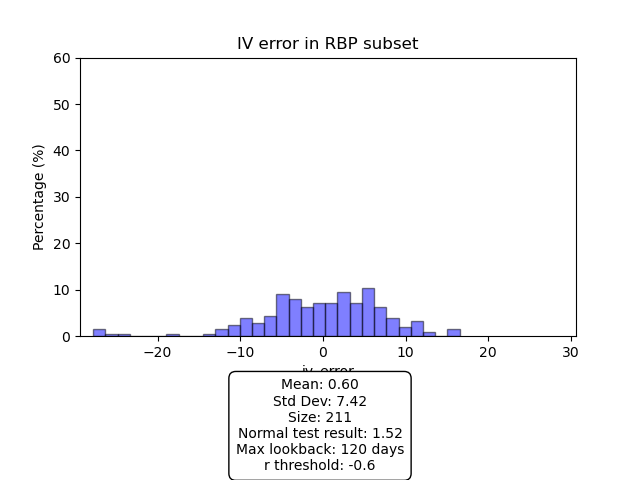 IV error in RBP subset
60
50
40
30
20
10
0
Percentage (%)
−20
−10
0
10
20
30
iv_error
Mean: 0.60
Std Dev: 7.42
Size: 211
Normal test result: 1.52
Max lookback: 120 days
r threshold: -0.6